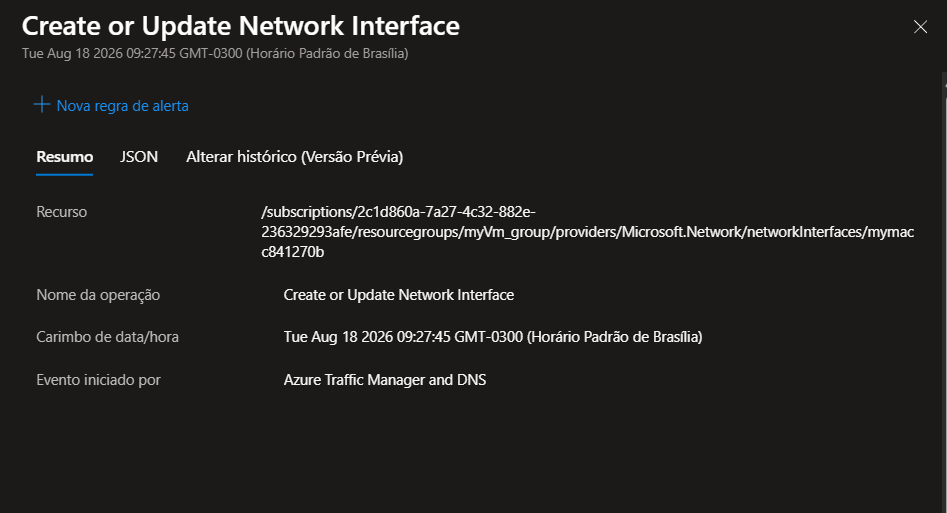 Create or Update Network Interface
Tue Aug 18 2026 09:27:45 GMT-0300 (Horário Padrão de Brasília)
Nova regra de alerta
Resumo JSON Alterar histórico (Versão Prévia)
Recurso /subscriptions/2c1d860a-7a27-4c32-882e-
236329293afe/resourcegroups/myVm_group/providers/Microsoft.Network/networkInterfaces/mymac
c841270b
Nome da operação Create or Update Network Interface
Carimbo de data/hora Tue Aug 18 2026 09:27:45 GMT-0300 (Horário Padrão de Brasília)
Evento iniciado por Azure Traffic Manager and DNS